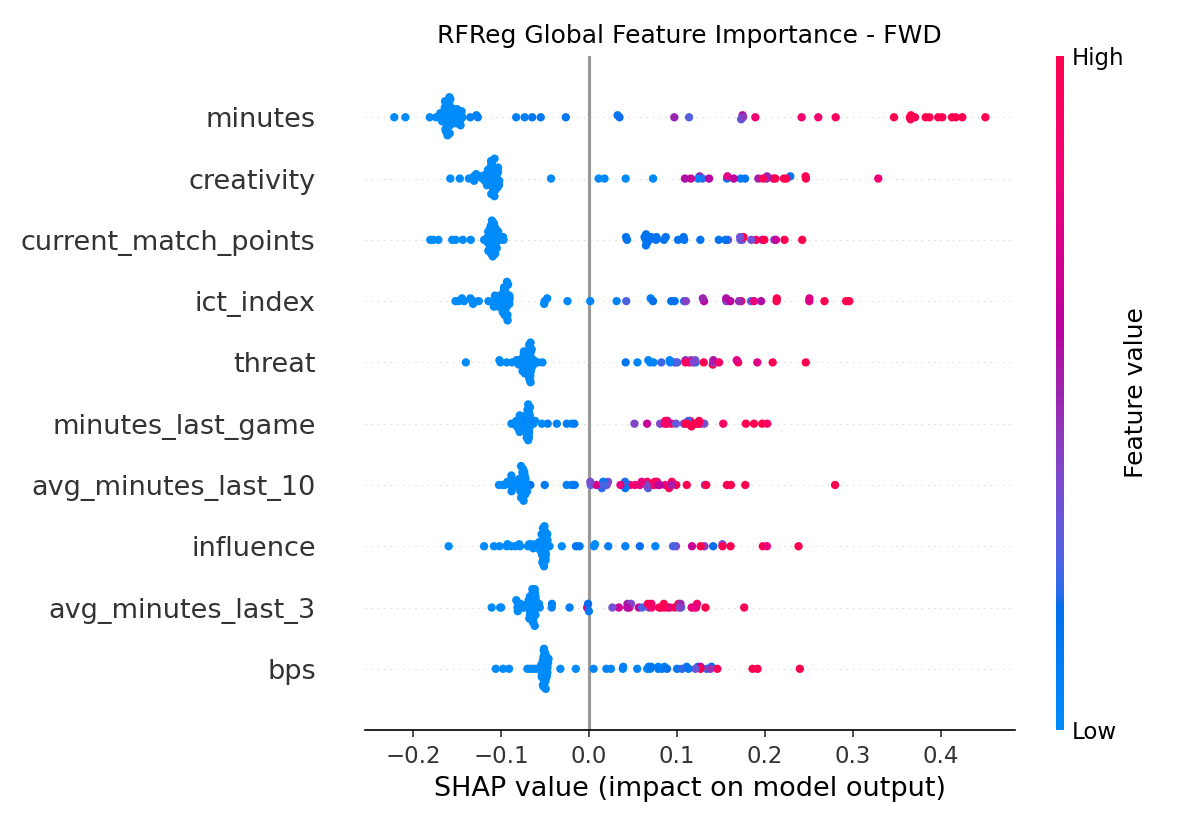 RFReg Global Feature Importance - FWD
High
minutes
creativity
current_match_points
ict_index
threat
minutes_last_game
avg_minutes_last_10
influence
avg_minutes_last_3
bps
Feature value
Low
−0.2 −0.1 0.0 0.1 0.2 0.3 0.4
SHAP value (impact on model output)